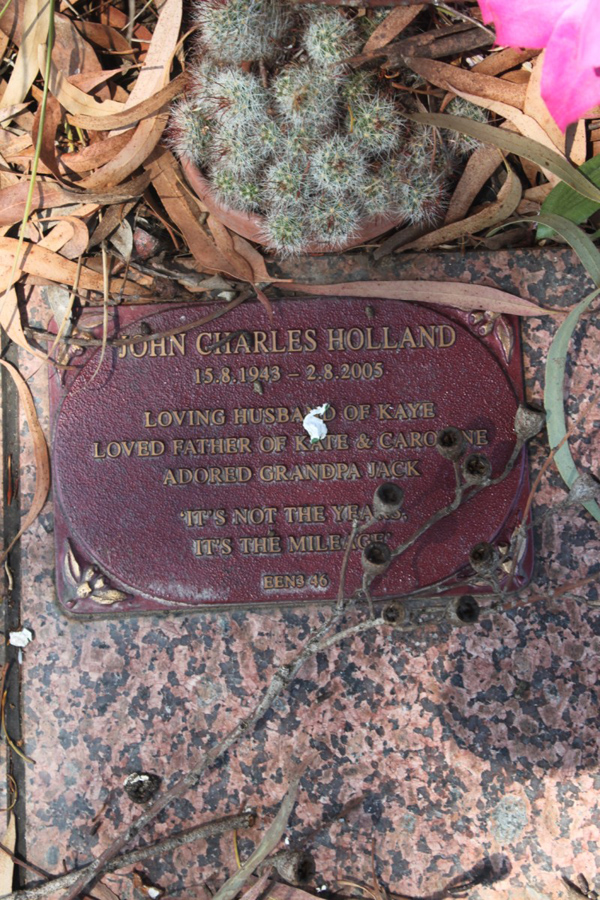 JOHN CHARLES HOLLAND
15.8.1943 – 2.8.2005
LOVING HUSBAND OF KAYE
LOVED FATHER OF KATE & CAROLINE
ADORED GRANDPA JACK
'IT'S NOT THE YEARS,
IT'S THE MILEAGE'
EEN3 46